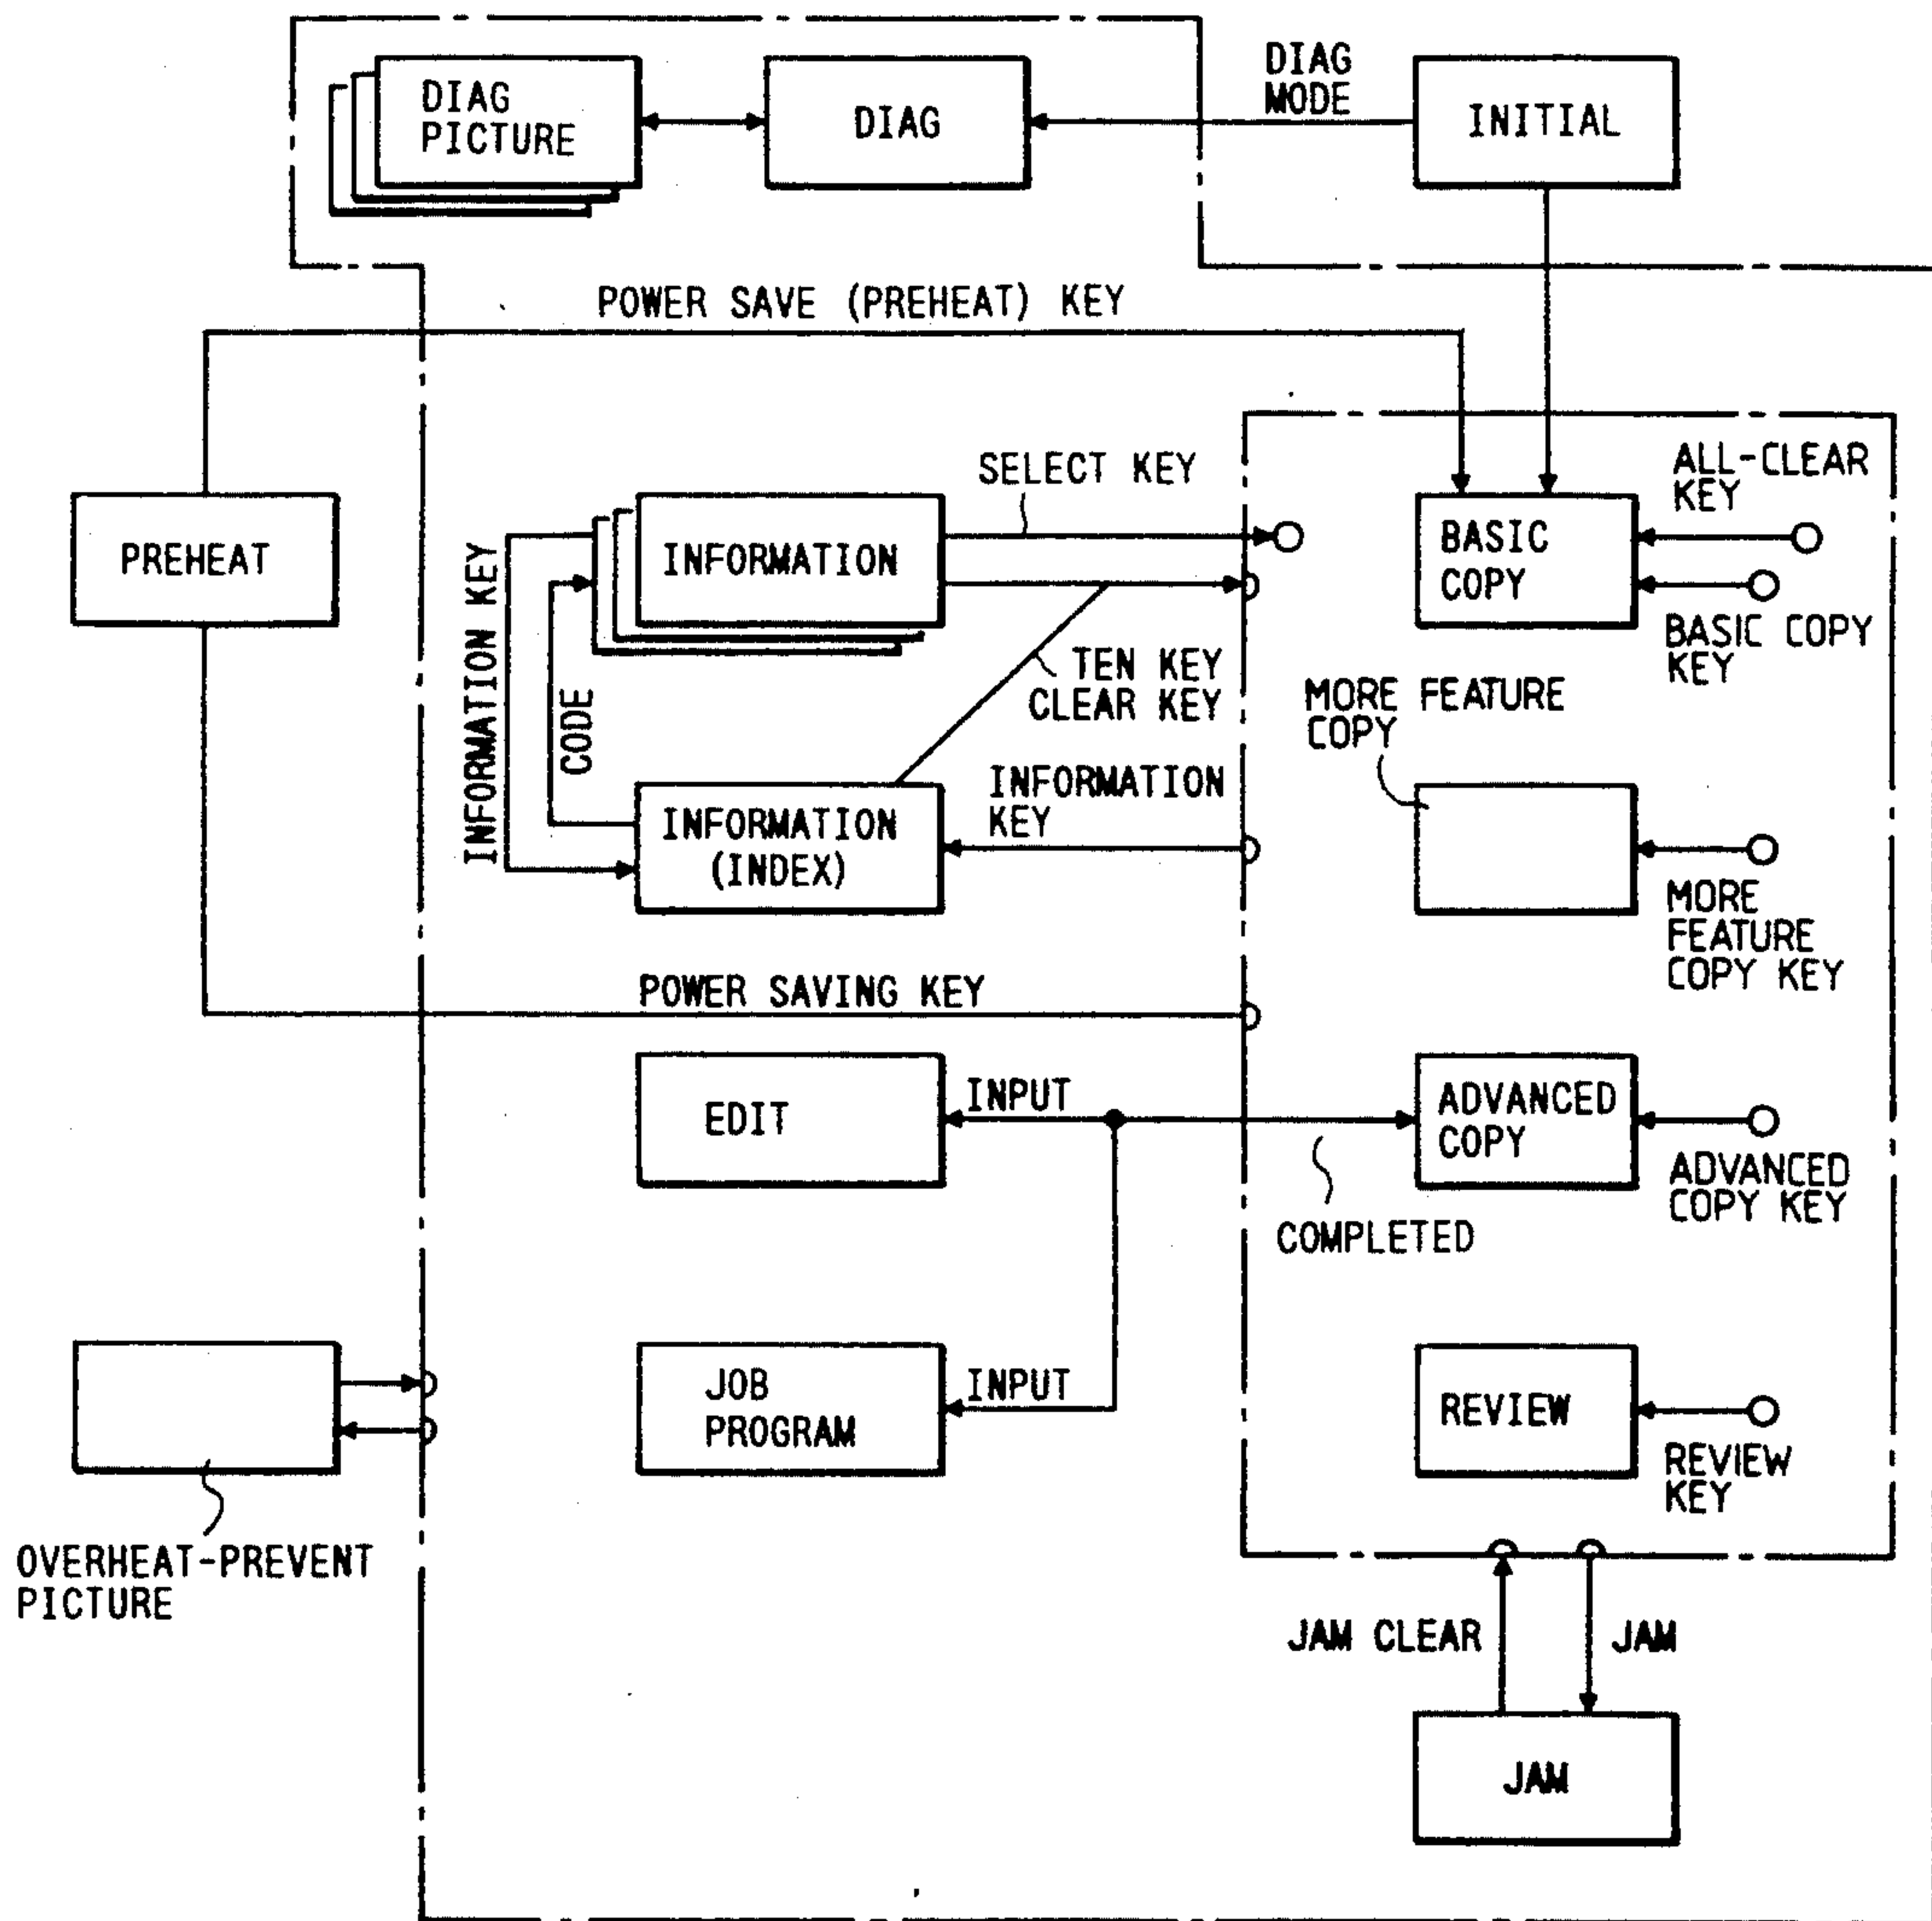 DIAG
PICTURE
DIAG
DIAG
MODE
INITIAL
POWER SAVE (PREHEAT) KEY
PREHEAT
SELECT KEY
INFORMATION
ALL-CLEAR
KEY
BASIC
COPY
BASIC COPY
KEY
INFORMATION KEY
CODE
TEN KEY
CLEAR KEY
MORE FEATURE
COPY
INFORMATION
(INDEX)
INFORMATION
KEY
MORE
FEATURE
COPY KEY
POWER SAVING KEY
EDIT
INPUT
ADVANCED
COPY
ADVANCED
COPY KEY
COMPLETED
JOB
PROGRAM
INPUT
REVIEW
REVIEW
KEY
OVERHEAT-PREVENT
PICTURE
JAM CLEAR
JAM
JAM